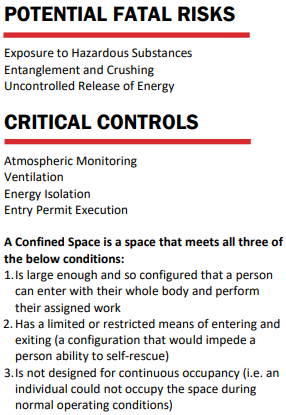 POTENTIAL FATAL RISKS
Exposure to Hazardous Substances
Entanglement and Crushing
Uncontrolled Release of Energy
CRITICAL CONTROLS
Atmospheric Monitoring
Ventilation
Energy Isolation
Entry Permit Execution
A Confined Space is a space that meets all three of
the below conditions:
1. Is large enough and so configured that a person
can enter with their whole body and perform
their assigned work
2. Has a limited or restricted means of entering and
exiting (a configuration that would impede a
person ability to self-rescue)
3. Is not designed for continuous occupancy (i.e. an
individual could not occupy the space during
normal operating conditions)